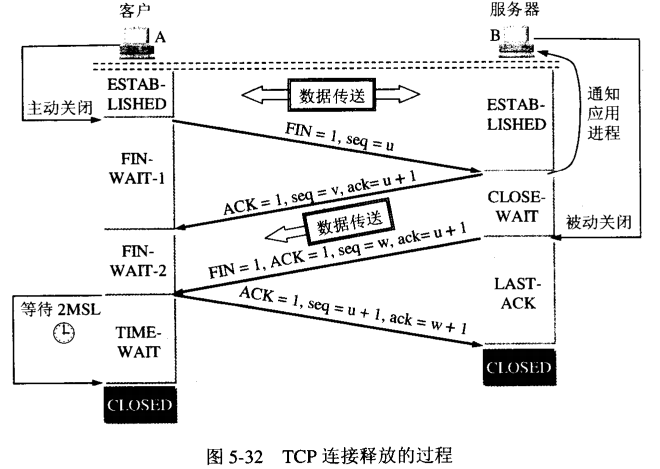 客户
服务器
A
B
ESTAB-
LISHED
数据传送
主动关闭
ESTAB-
LISHED
通知
应用
进程
FIN = 1, seq = u
FIN-
WAIT-1
ACK = 1, seq = v, ack= u + 1
CLOSE-
WAIT
数据传送
被动关闭
FIN-
WAIT-2
FIN = 1, ACK = 1, seq = w, ack= u + 1
LAST-
ACK
等待 2MSL
ACK = 1, seq = u + 1, ack = w + 1
TIME-
WAIT
CLOSED
CLOSED
图 5-32 TCP 连接释放的过程